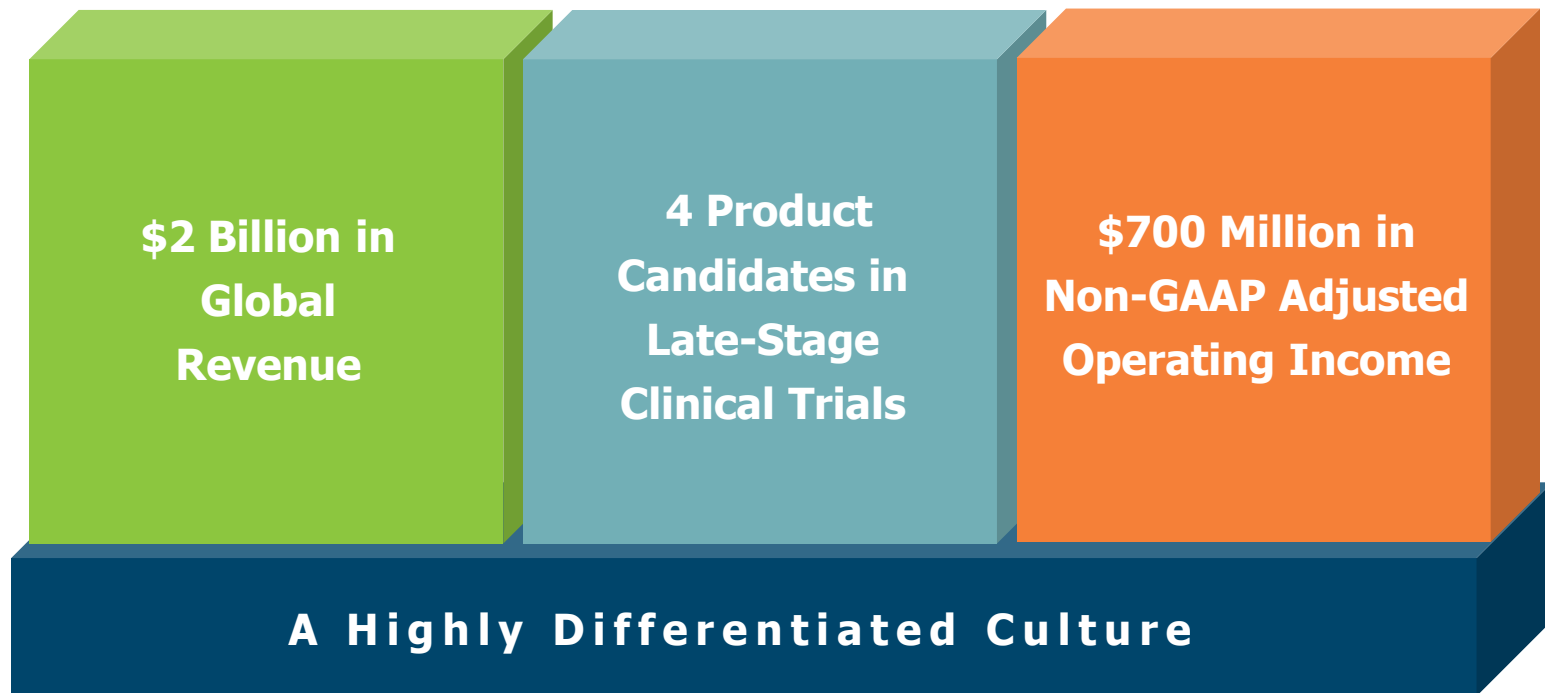 $2 Billion in
Global
Revenue
4 Product
Candidates in
Late-Stage
Clinical Trials
$700 Million in
Non-GAAP Adjusted
Operating Income
A Highly Differentiated Culture